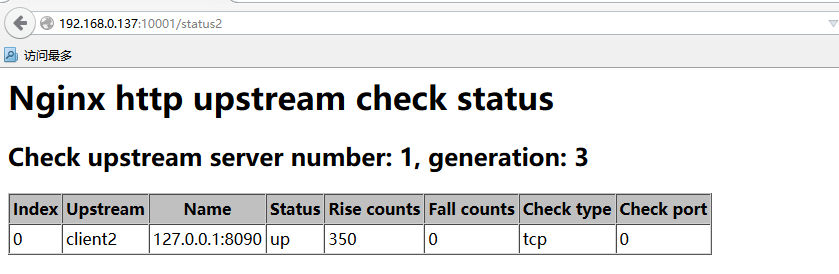 192.168.0.137:10001/status2
访问最多
Nginx http upstream check status
Check upstream server number: 1, generation: 3
Index Upstream Name Status Rise counts Fall counts Check type Check port
0 client2 127.0.0.1:8090 up 350 0 tcp 0